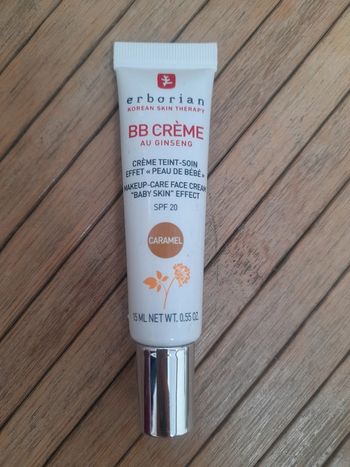 erborian
KOREAN SKIN THERAPY
BB CRÈME
AU GINSENG
CRÈME TEINT-SOIN
EFFET « PEAU DE BÉBÉ »
MAKEUP-CARE FACE CREAM
"BABY SKIN" EFFECT
SPF 20
CARAMEL
15 ML NET WT. 0.55 OZ.